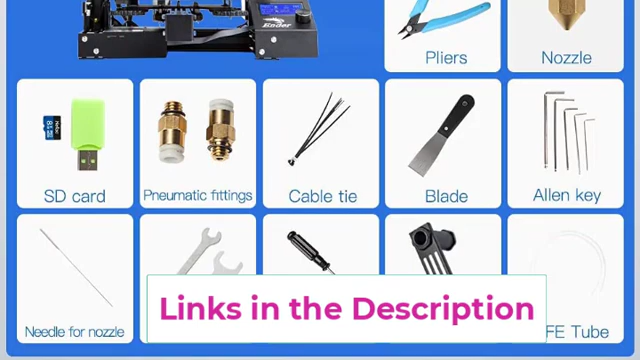 Ender
Pliers
Nozzle
SD card
Pneumatic fittings
Cable tie
Blade
Allen key
Needle for nozzle
Links in the Description
FE Tube